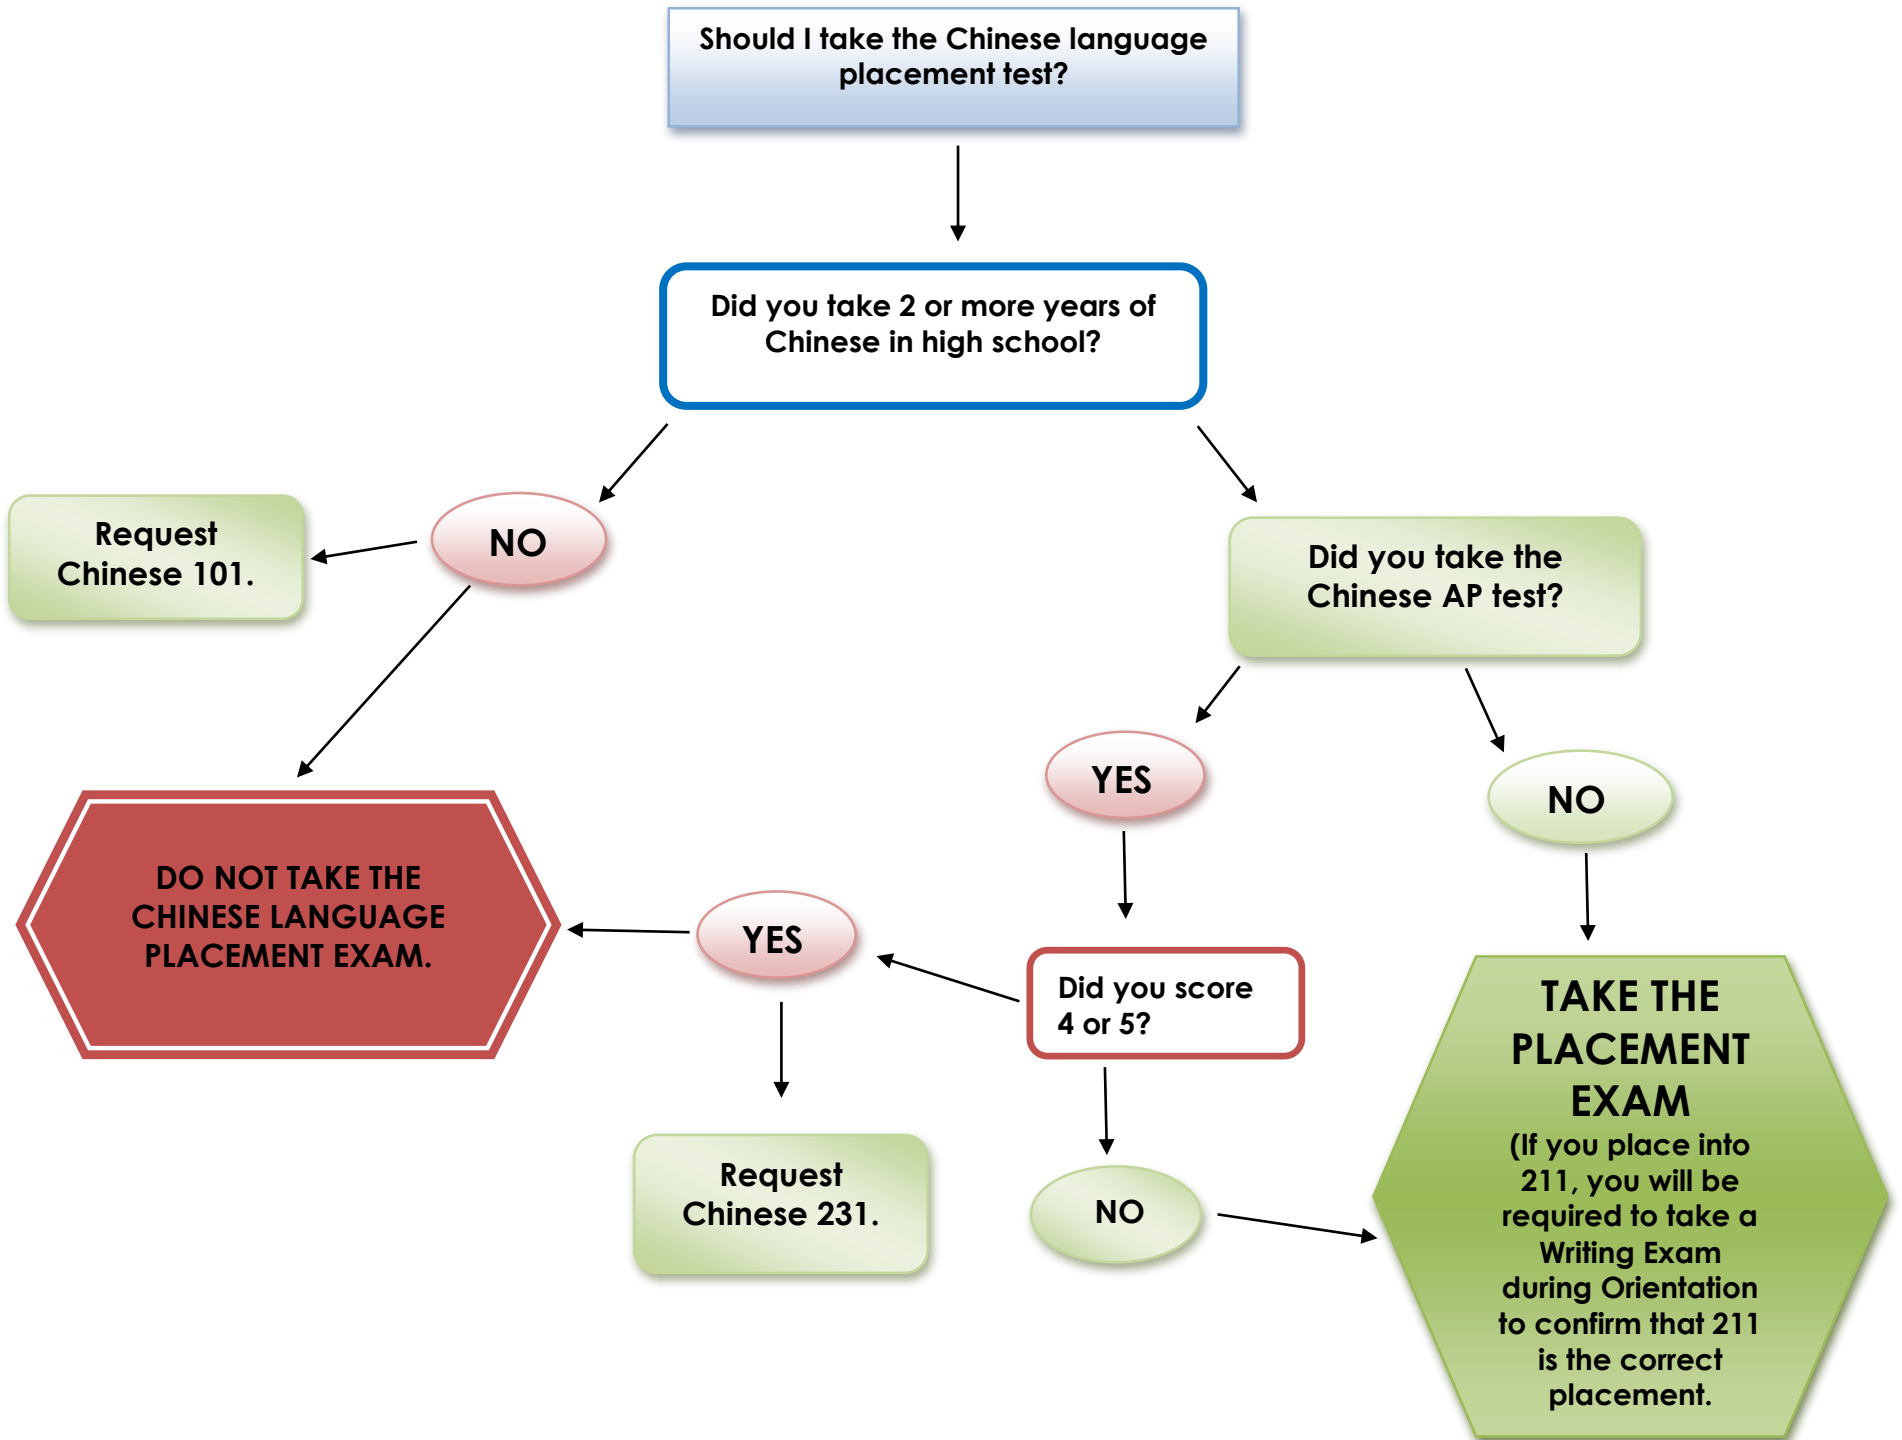 Should I take the Chinese language
placement test?
Did you take 2 or more years of
Chinese in high school?
Request
Chinese 101.
NO
Did you take the
Chinese AP test?
YES
NO
DO NOT TAKE THE
CHINESE LANGUAGE
PLACEMENT EXAM.
YES
Did you score
4 or 5?
Request
Chinese 231.
NO
TAKE THE
PLACEMENT
EXAM
(If you place into
211, you will be
required to take a
Writing Exam
during Orientation
to confirm that 211
is the correct
placement.